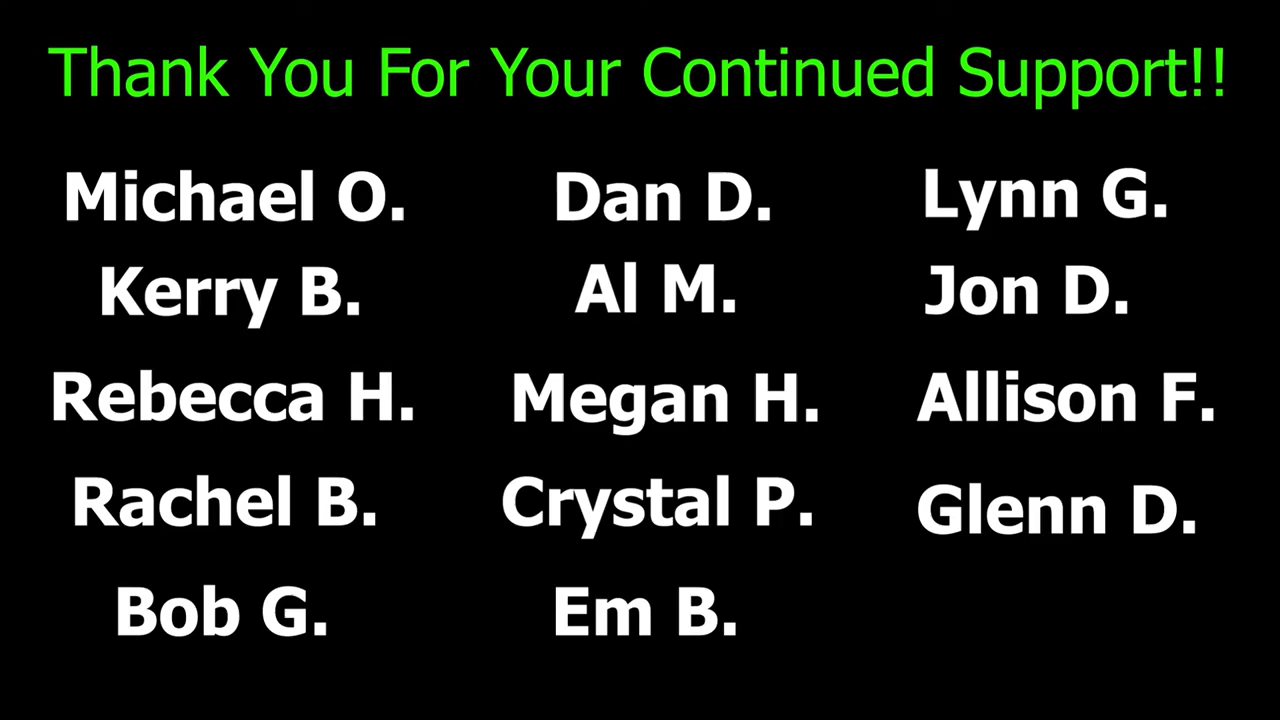 Thank You For Your Continued Support!!
Michael O. Dan D. Lynn G.
Kerry B. Al M. Jon D.
Rebecca H. Megan H. Allison F.
Rachel B. Crystal P. Glenn D.
Bob G. Em B.